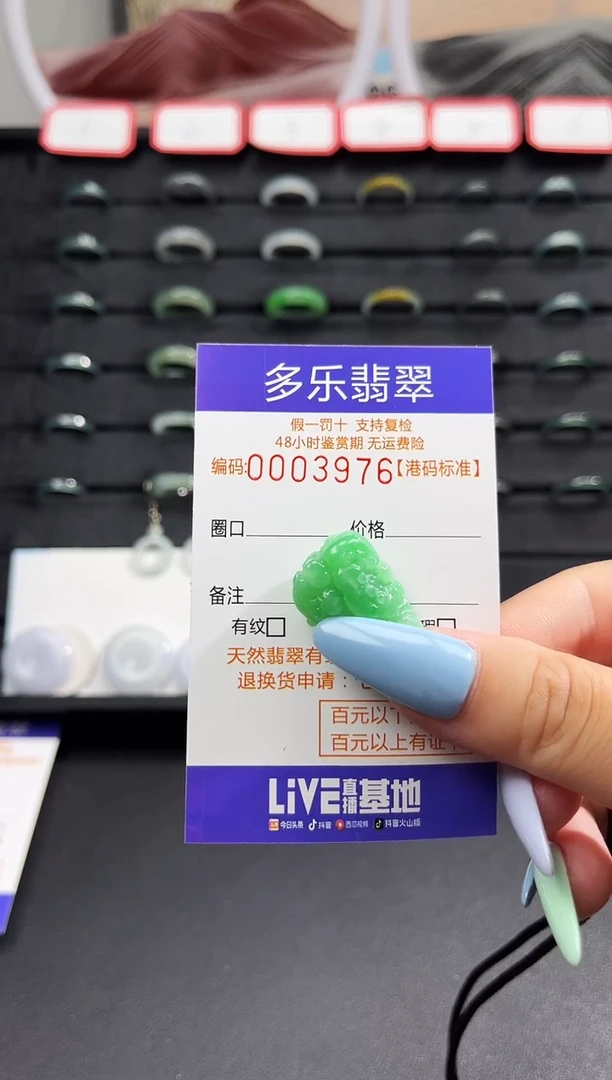 多乐翡翠
假一罚十 支持复检
48小时鉴赏期 无运费险
编码:0003976【港码标准】
圈口 价格
备注
有纹
天然翡翠有
退换货申请：
百元以下
百元以上有证
LIVE直播基地
今日头条 抖音 西瓜视频 抖音火山版